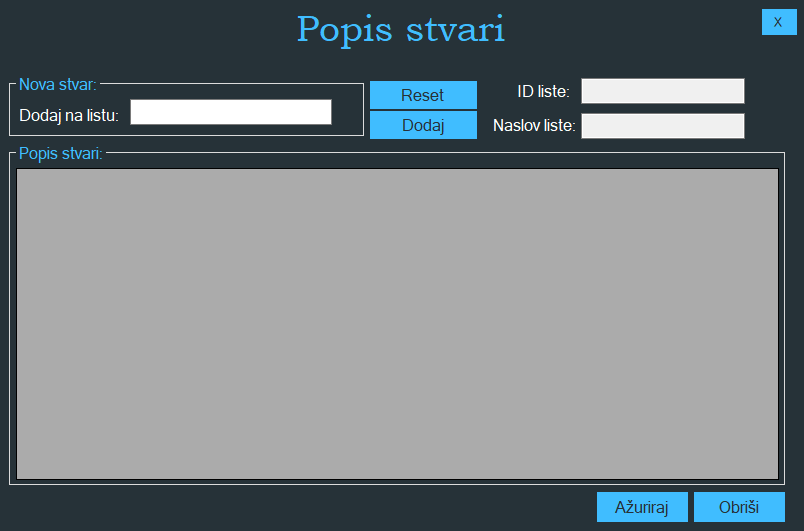 Popis stvari
X
Nova stvar:
Dodaj na listu:
Reset
Dodaj
ID liste:
Naslov liste:
Popis stvari:
Ažuriraj
Obriši